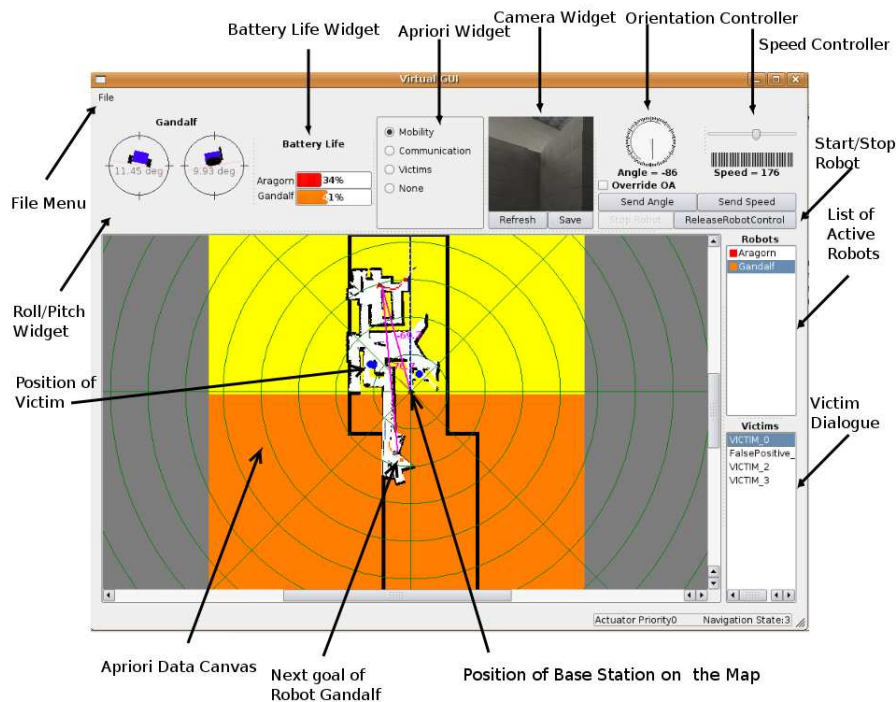 Battery Life Widget
Apriori Widget
Camera Widget
Orientation Controller
Speed Controller
Virtual GUI
File
Gandalf
11.45 deg
9.93 deg
Battery Life
Aragorn
34%
Gandalf
1%
Mobility
Communication
Victims
None
Refresh
Save
Angle = -86
Override OA
Speed = 176
Send Angle
Send Speed
Stop Robot
ReleaseRobotControl
Start/Stop
Robot
File Menu
List of
Active
Robots
Robots
Aragorn
Gandalf
Roll/Pitch
Widget
Position of
Victim
Victim
Dialogue
Victims
VICTIM_0
FalsePositive_
VICTIM_2
VICTIM_3
Actuator Priority0
Navigation State:3
Apriori Data Canvas
Next goal of
Robot Gandalf
Position of Base Station on the Map